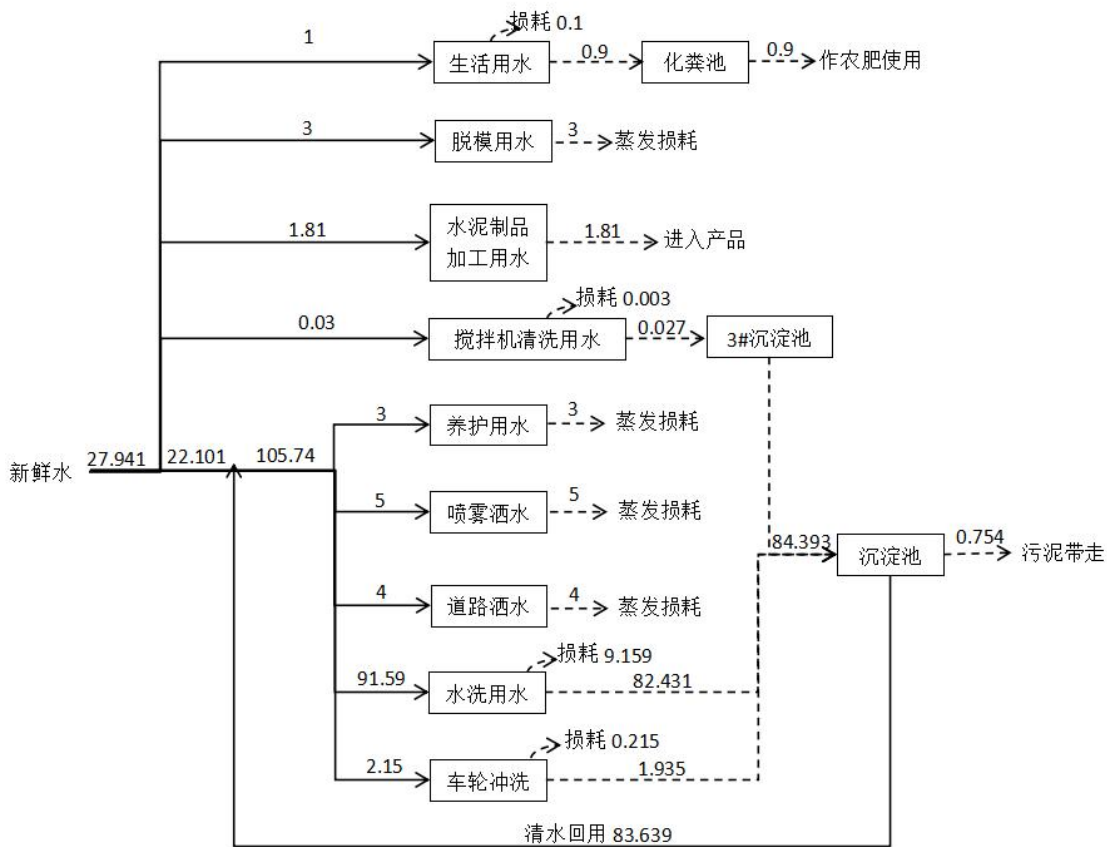 损耗 0.1
1
生活用水
0.9
化粪池
0.9
作农肥使用
3
脱模用水
3
蒸发损耗
1.81
水泥制品
加工用水
1.81
进入产品
损耗 0.003
0.03
搅拌机清洗用水
0.027
3#沉淀池
3
养护用水
3
蒸发损耗
新鲜水
27.941
22.101
105.74
5
喷雾洒水
5
蒸发损耗
84.393
沉淀池
0.754
污泥带走
4
道路洒水
4
蒸发损耗
损耗 9.159
91.59
水洗用水
82.431
损耗 0.215
2.15
车轮冲洗
1.935
清水回用 83.639